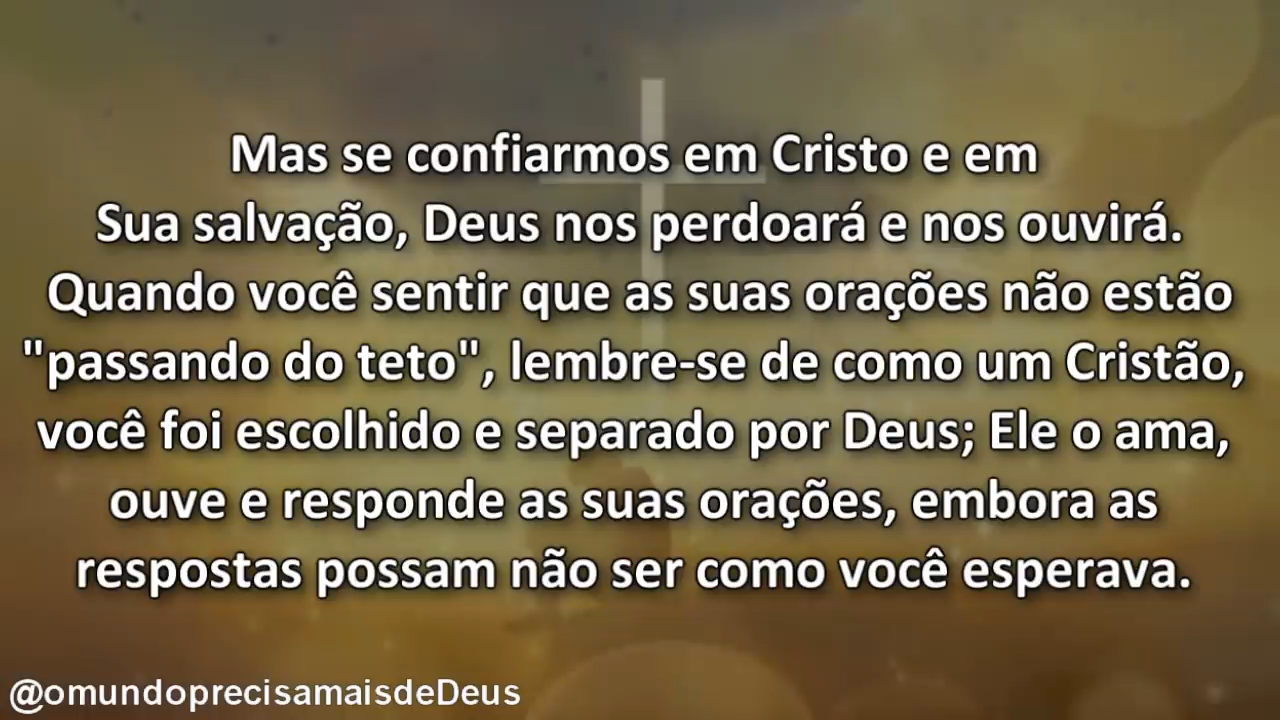 Mas se confiarmos em Cristo e em
Sua salvação, Deus nos perdoará e nos ouvirá.
Quando você sentir que as suas orações não estão
"passando do teto", lembre-se de como um Cristão,
você foi escolhido e separado por Deus; Ele o ama,
ouve e responde as suas orações, embora as
respostas possam não ser como você esperava.
@omundoprecisamaisdeDeus